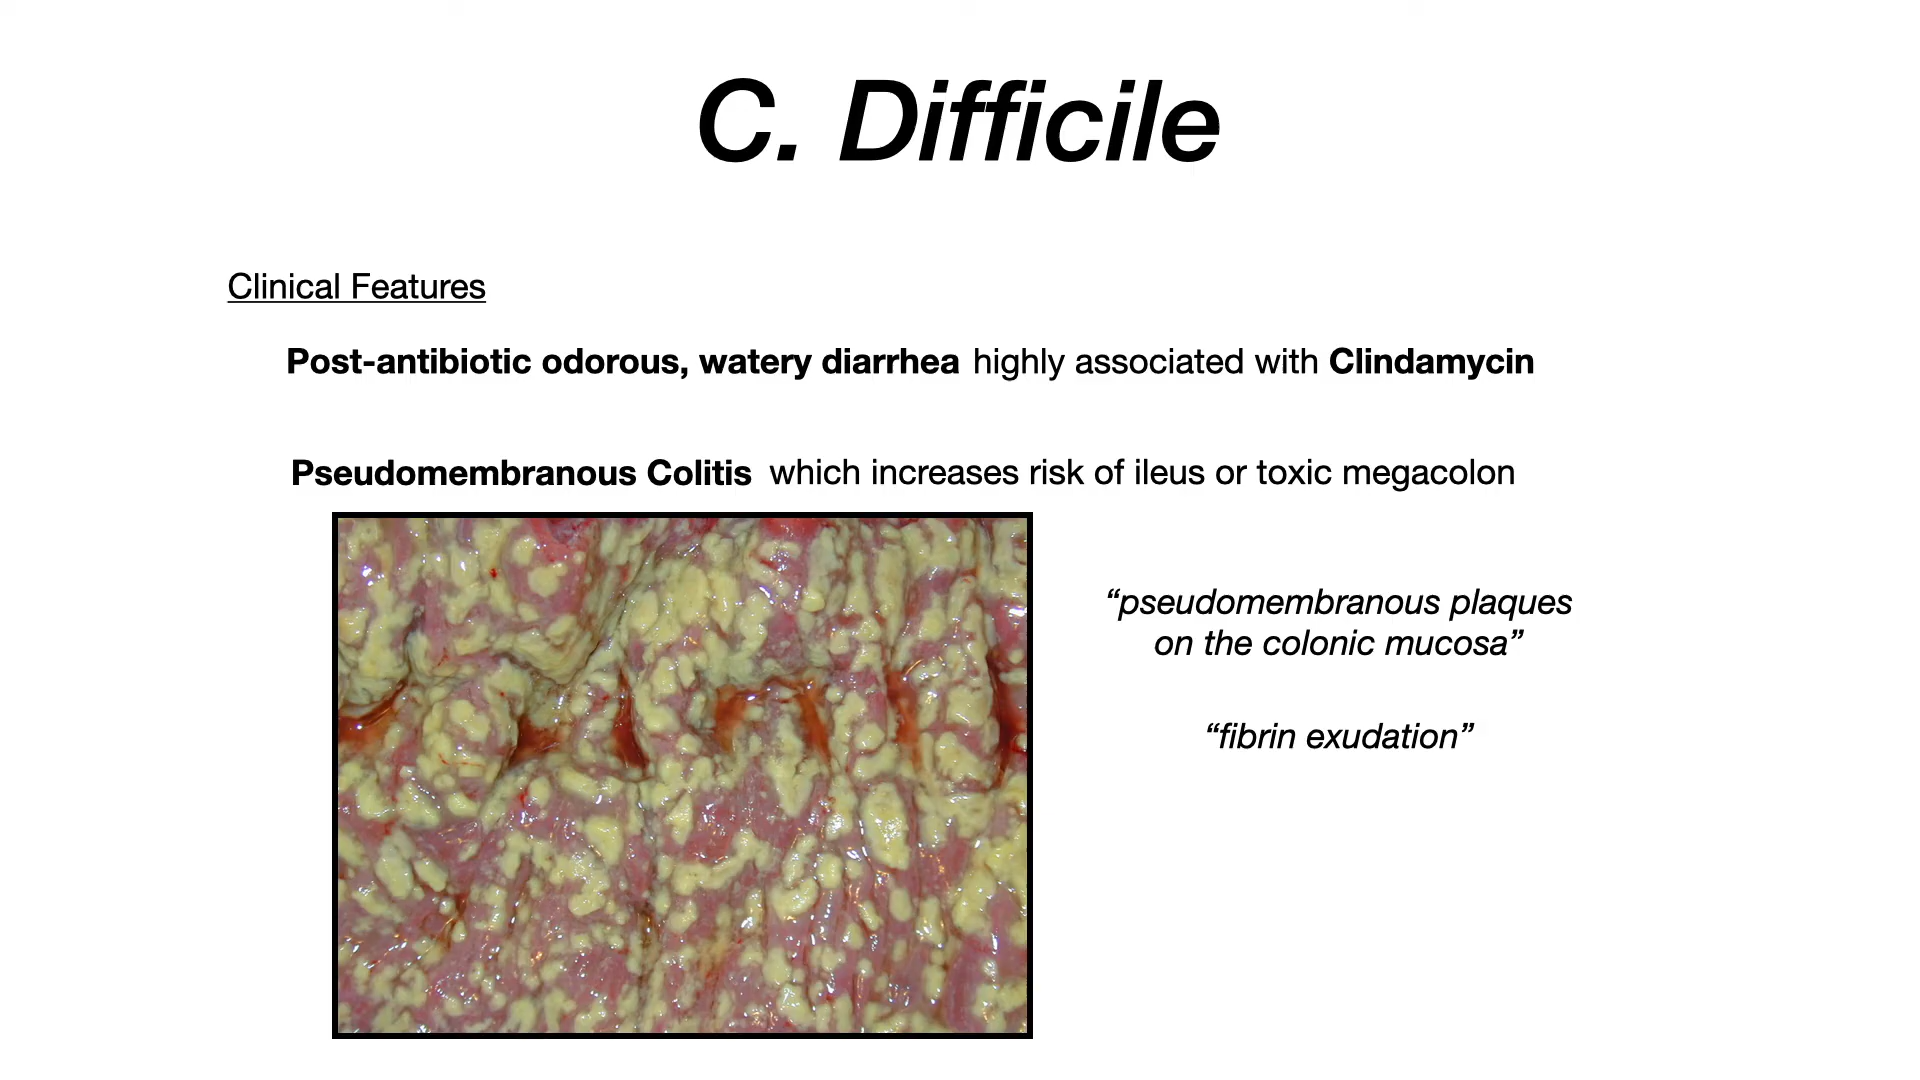 C. Difficile
Clinical Features
Post-antibiotic odorous, watery diarrhea highly associated with Clindamycin
Pseudomembranous Colitis which increases risk of ileus or toxic megacolon
“pseudomembranous plaques
on the colonic mucosa”
“fibrin exudation”